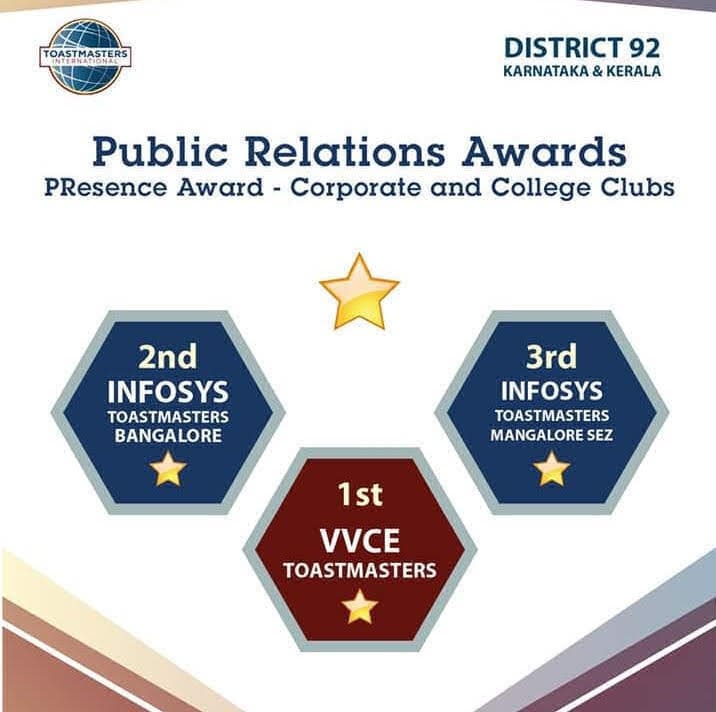 TOASTMASTERS
INTERNATIONAL
DISTRICT 92
KARNATAKA & KERALA
Public Relations Awards
PResence Award - Corporate and College Clubs
2nd
INFOSYS
TOASTMASTERS
BANGALORE
3rd
INFOSYS
TOASTMASTERS
MANGALORE SEZ
1st
VVCE
TOASTMASTERS